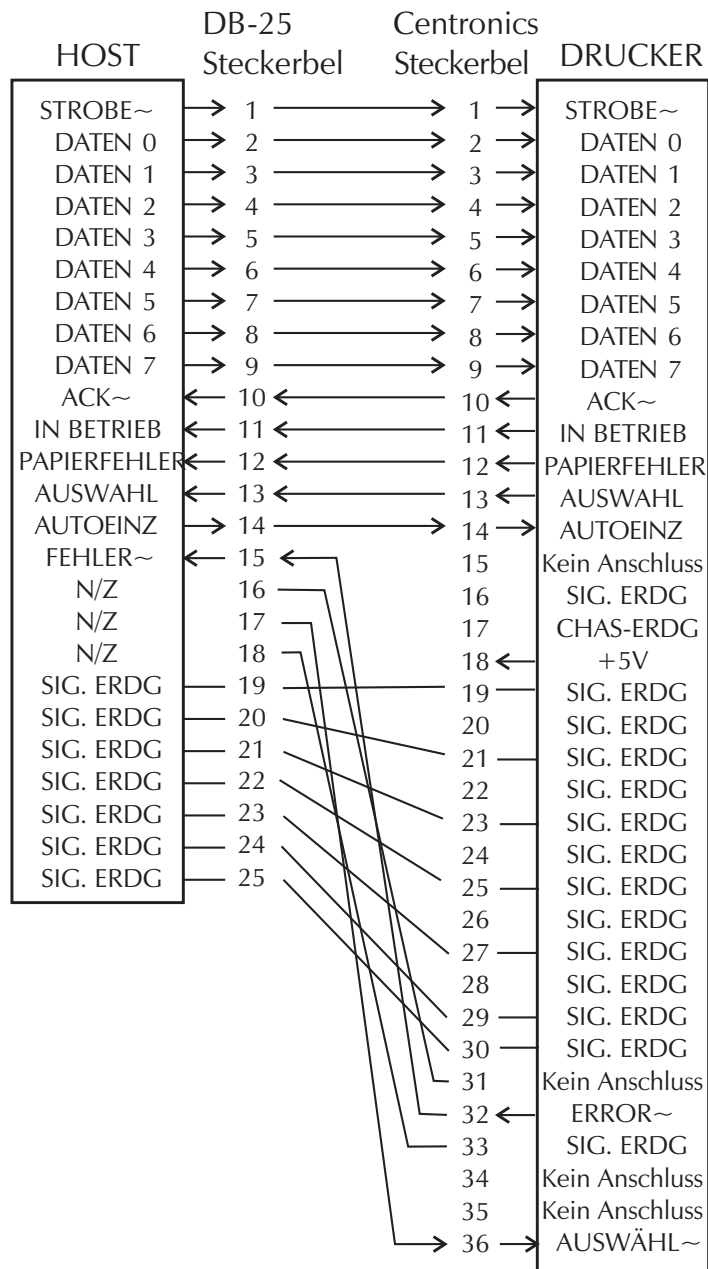 DB-25 Centronics
HOST Steckerbel Steckerbel DRUCKER
STROBE~ 1 1 STROBE~
DATEN 0 2 2 DATEN 0
DATEN 1 3 3 DATEN 1
DATEN 2 4 4 DATEN 2
DATEN 3 5 5 DATEN 3
DATEN 4 6 6 DATEN 4
DATEN 5 7 7 DATEN 5
DATEN 6 8 8 DATEN 6
DATEN 7 9 9 DATEN 7
ACK~ 10 10 ACK~
IN BETRIEB 11 11 IN BETRIEB
PAPIERFEHLER 12 12 PAPIERFEHLER
AUSWAHL 13 13 AUSWAHL
AUTOEINZ 14 14 AUTOEINZ
FEHLER~ 15 15 Kein Anschluss
N/Z 16 16 SIG. ERDG
N/Z 17 17 CHAS-ERDG
N/Z 18 18 +5V
SIG. ERDG 19 19 SIG. ERDG
SIG. ERDG 20 20 SIG. ERDG
SIG. ERDG 21 21 SIG. ERDG
SIG. ERDG 22 22 SIG. ERDG
SIG. ERDG 23 23 SIG. ERDG
SIG. ERDG 24 24 SIG. ERDG
SIG. ERDG 25 25 SIG. ERDG
26 SIG. ERDG
27 SIG. ERDG
28 SIG. ERDG
29 SIG. ERDG
30 SIG. ERDG
31 Kein Anschluss
32 ERROR~
33 SIG. ERDG
34 Kein Anschluss
35 Kein Anschluss
36 AUSWÄHL~